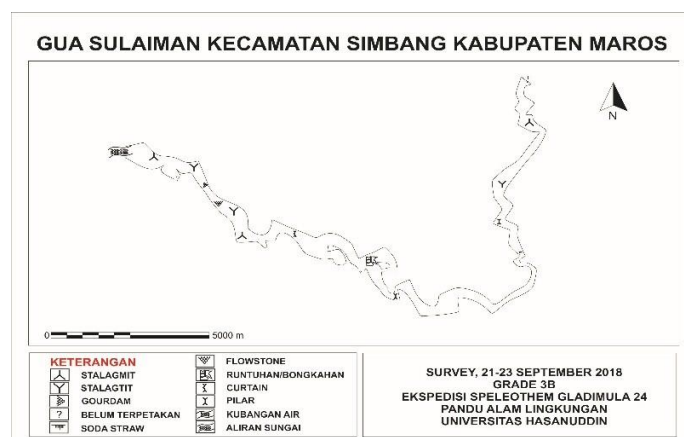 GUA SULAIMAN KECAMATAN SIMBANG KABUPATEN MAROS
N
0 5000 m
KETERANGAN
STALAGMIT
STALAGTIT
GOURDAM
? BELUM TERPETAKAN
SODA STRAW
FLOWSTONE
RUNTUHAN/BONGKAHAN
CURTAIN
PILAR
KUBANGAN AIR
ALIRAN SUNGAI
SURVEY, 21-23 SEPTEMBER 2018
GRADE 3B
EKSPEDISI SPELEOTHEM GLADIMULA 24
PANDU ALAM LINGKUNGAN
UNIVERSITAS HASANUDDIN